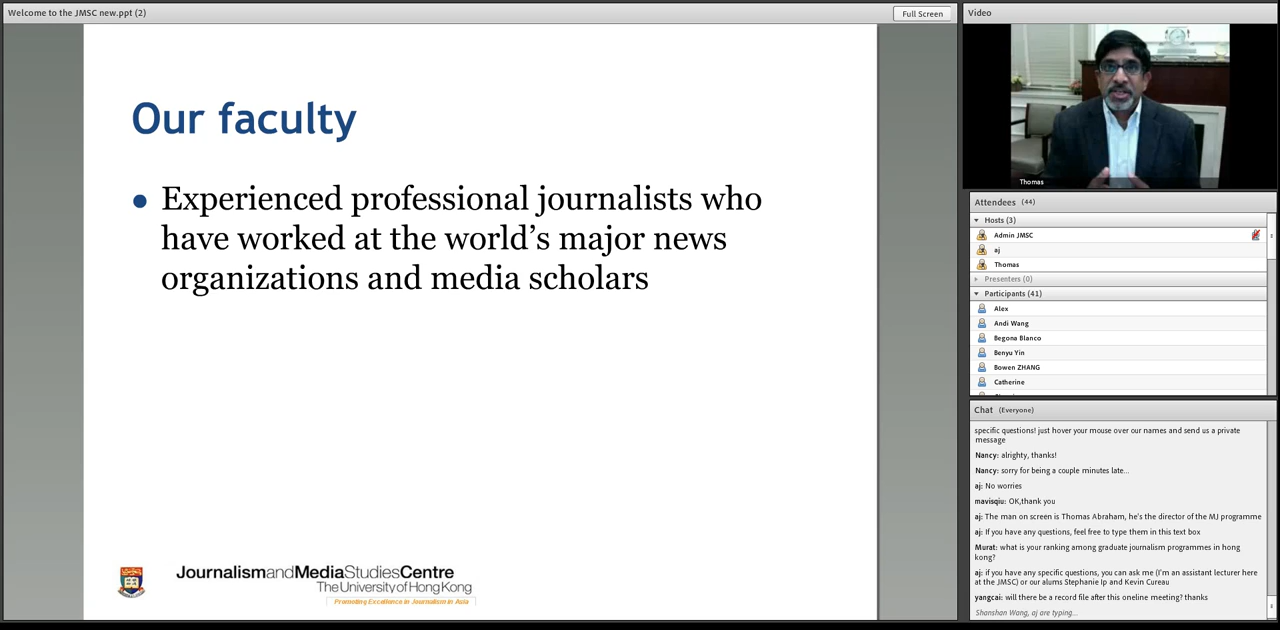 Welcome to the JMSC new.ppt (2)
Full Screen
Our faculty
Experienced professional journalists who
have worked at the world's major news
organizations and media scholars
JournalismandMediaStudiesCentre
The University of Hong Kong
Promoting Excellence in Journalism in Asia
Video
Thomas
Attendees (44)
Hosts (3)
Admin JMSC
aj
Thomas
Presenters (0)
Participants (41)
Alex
Andi Wang
Begona Blanco
Benyu Yin
Bowen ZHANG
Catherine
Chat (Everyone)
specific questions! just hover your mouse over our names and send us a private
message
Nancy: alrighty, thanks!
Nancy: sorry for being a couple minutes late...
aj: No worries
mavisqiu: OK,thank you
aj: The man on screen is Thomas Abraham, he's the director of the MJ programme
aj: If you have any questions, feel free to type them in this text box
Murat: what is your ranking among graduate journalism programmes in hong
kong?
aj: if you have any specific questions, you can ask me (I'm an assistant lecturer here
at the JMSC) or our alums Stephanie Ip and Kevin Cureau
yangcai: will there be a record file after this oneline meeting? thanks
Shanshan Wang, aj are typing...